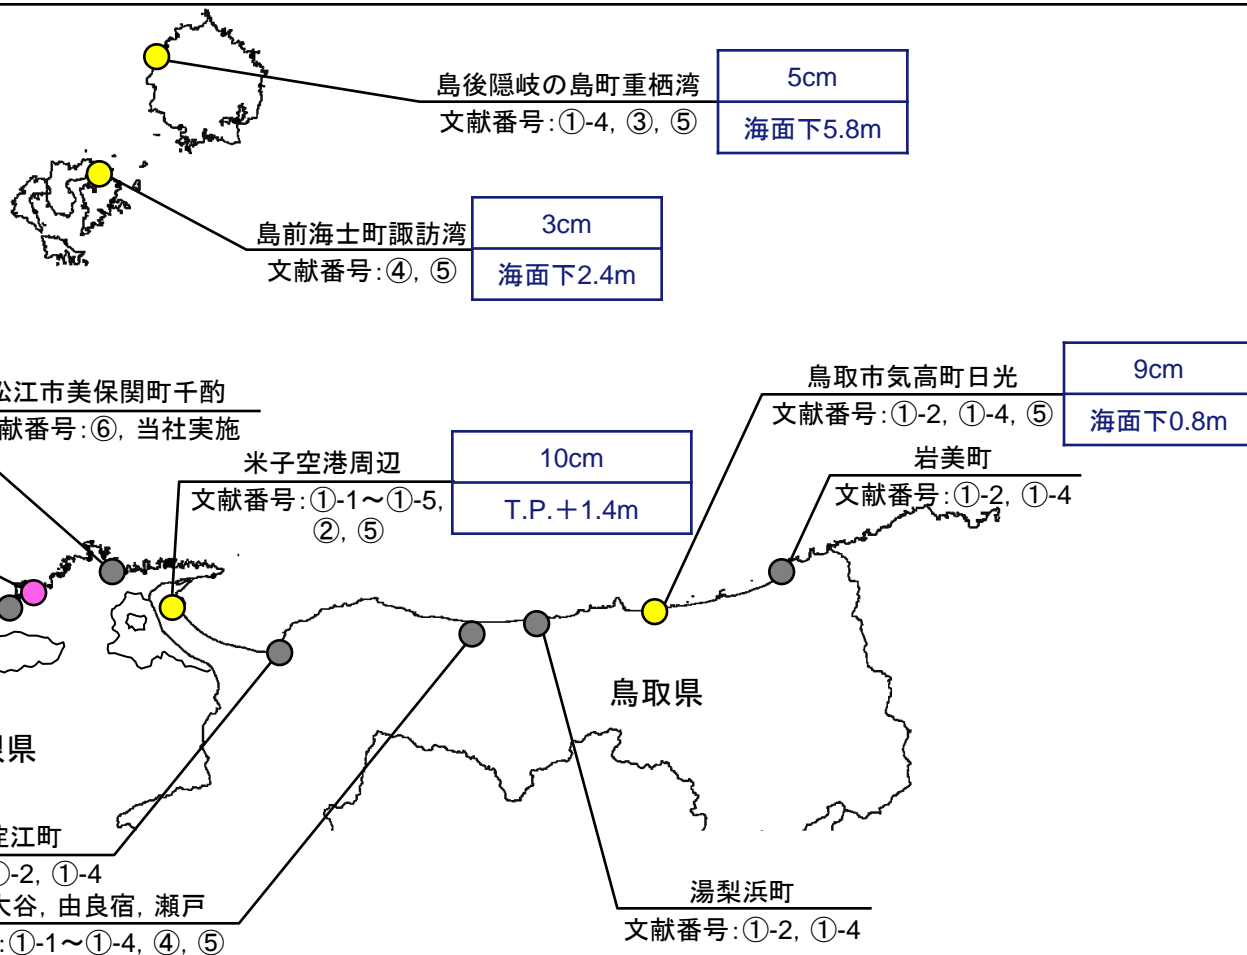 島後隠岐の島町重栖湾
文献番号:①-4, ③, ⑤
5cm
海面下5.8m
島前海士町諏訪湾
文献番号:④, ⑤
3cm
海面下2.4m
松江市美保関町千酌
献番号:⑥, 当社実施
米子空港周辺
文献番号:①-1~①-5,
②, ⑤
10cm
T.P.+1.4m
鳥取市気高町日光
文献番号:①-2, ①-4, ⑤
9cm
海面下0.8m
岩美町
文献番号:①-2, ①-4
鳥取県
県
淀江町
①-2, ①-4
大谷, 由良宿, 瀬戸
:①-1~①-4, ④, ⑤
湯梨浜町
文献番号:①-2, ①-4